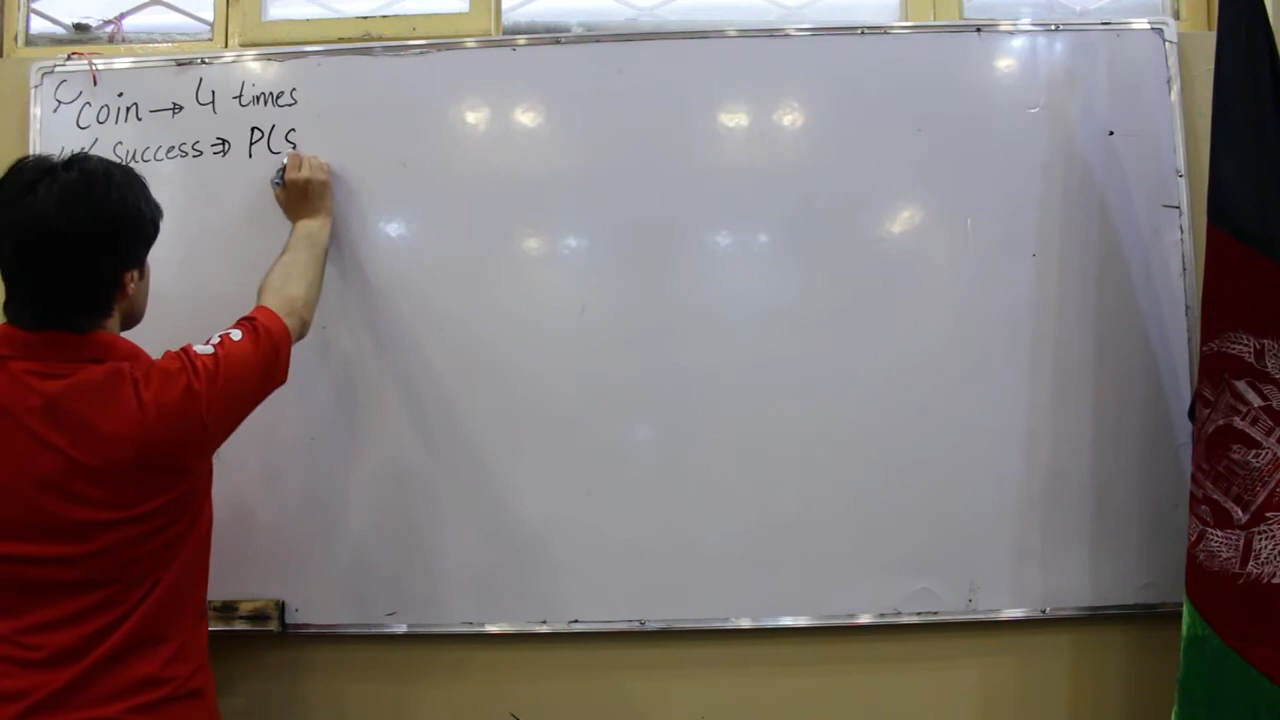 coin → 4 times
success ⇒ P(s